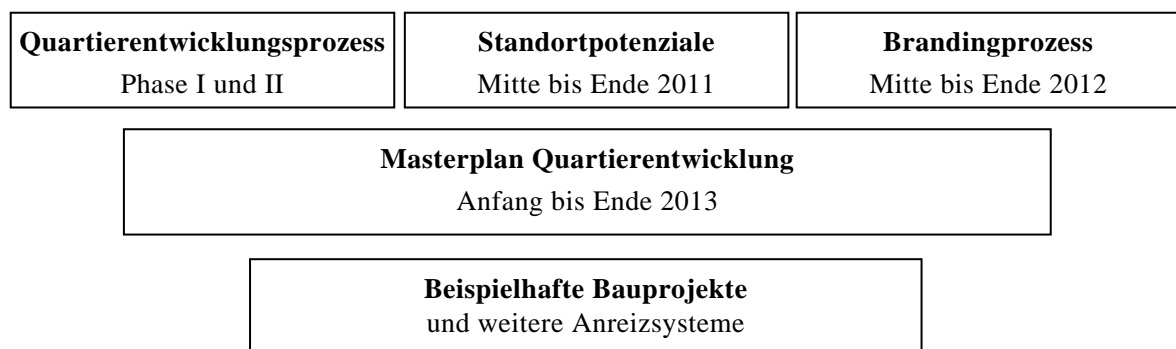 Quartierentwicklungsprozess
Phase I und II
Standortpotenziale
Mitte bis Ende 2011
Brandingprozess
Mitte bis Ende 2012
Masterplan Quartierentwicklung
Anfang bis Ende 2013
Beispielhafte Bauprojekte
und weitere Anreizsysteme